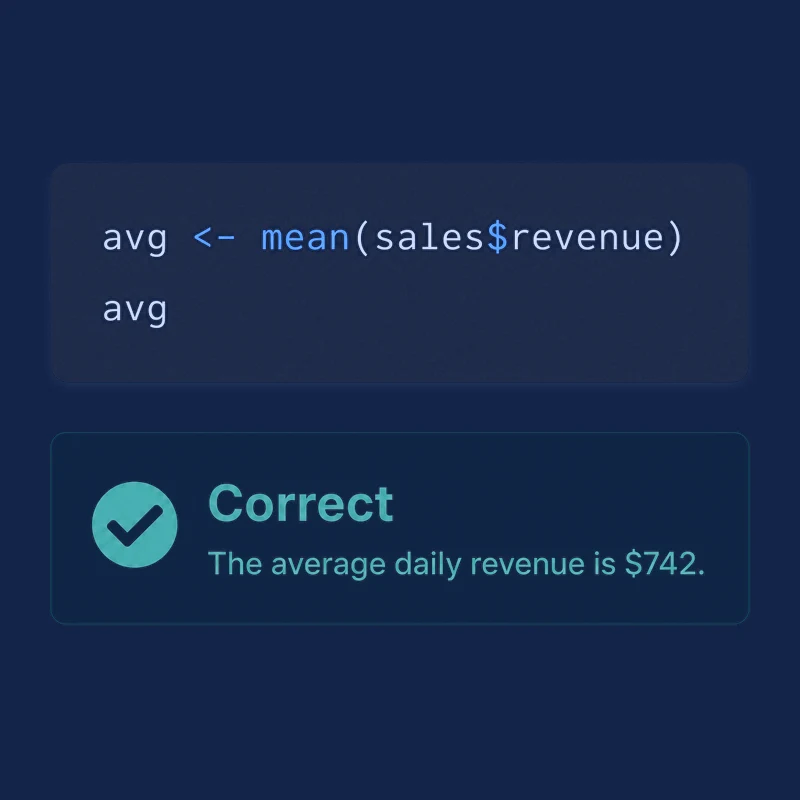 avg <- mean(sales$revenue)
avg
Correct
The average daily revenue is $742.